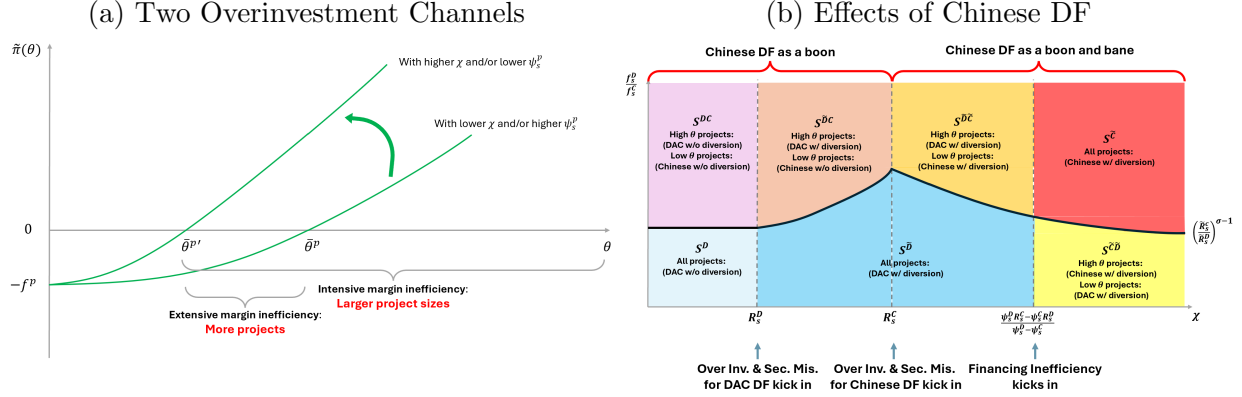 (a) Two Overinvestment Channels
π̃(θ)
With higher χ and/or lower ψ_s^p
With lower χ and/or higher ψ_s^p
0
θ̄^p′
θ̄^p
θ
−f^p
Intensive margin inefficiency:
Larger project sizes
Extensive margin inefficiency:
More projects
(b) Effects of Chinese DF
Chinese DF as a boon
Chinese DF as a boon and bane
f_s^D / f_s^C
S^{DC}
High θ projects:
(DAC w/o diversion)
Low θ projects:
(Chinese w/o diversion)
S^{D̃C}
High θ projects:
(DAC w/ diversion)
Low θ projects:
(Chinese w/o diversion)
S^{D̃C̃}
High θ projects:
(DAC w/ diversion)
Low θ projects:
(Chinese w/ diversion)
S^{C̃}
All projects:
(Chinese w/ diversion)
S^D
All projects:
(DAC w/o diversion)
S^{D̃}
All projects:
(DAC w/ diversion)
S^{C̃D̃}
High θ projects:
(Chinese w/ diversion)
Low θ projects:
(DAC w/ diversion)
(R̃_s^C / R̃_s^D)^{σ−1}
R_s^D
R_s^C
(ψ_s^D R_s^C − ψ_s^C R_s^D) / (ψ_s^D − ψ_s^C)
χ
Over Inv. & Sec. Mis.
for DAC DF kick in
Over Inv. & Sec. Mis.
for Chinese DF kick in
Financing Inefficiency
kicks in